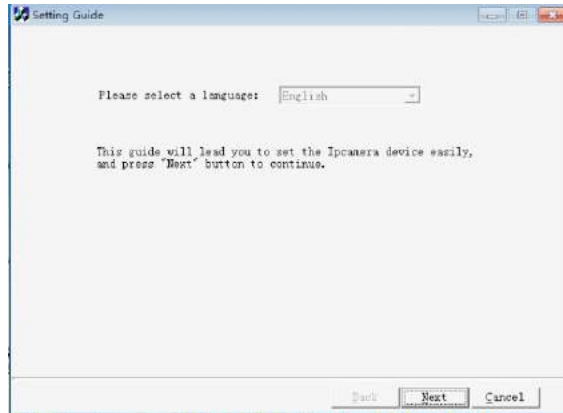 Setting Guide
Please select a language: English
This guide will lead you to set the Ipcamera device easily,
and press "Next" button to continue.
Back Next Cancel